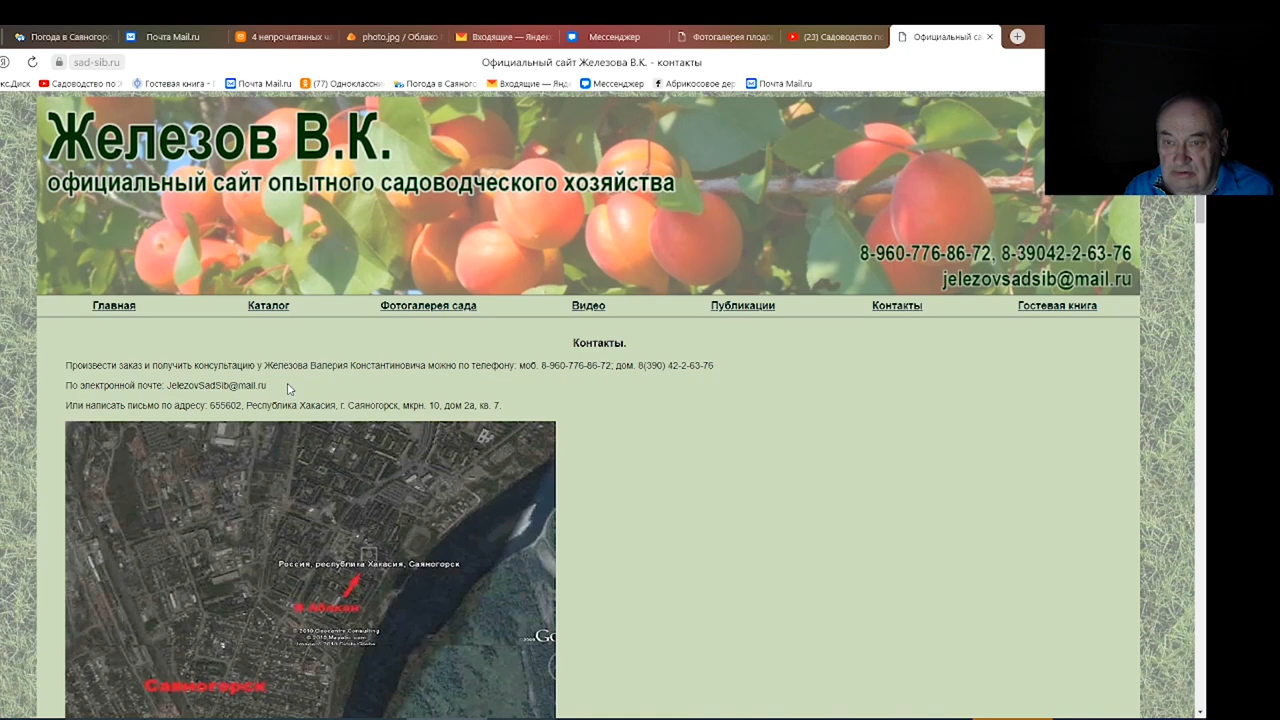 Погода в Саяногорс
Почта Mail.ru
4 непрочитанных ч
photo.jpg / Облако
Входящие — Яндекс
Мессенджер
Фотогалерея плодо
(23) Садоводство по
Официальный са
sad-sib.ru
Официальный сайт Железова В.К. - контакты
кс.Диск
Садоводство по
Гостевая книга -
Почта Mail.ru
(77) Одноклассни
Погода в Саяного
Входящие — Янд
Мессенджер
Абрикосовое дер
Почта Mail.ru
Железов В.К.
официальный сайт опытного садоводческого хозяйства
8-960-776-86-72, 8-39042-2-63-76
jelezovsadsib@mail.ru
Главная
Каталог
Фотогалерея сада
Видео
Публикации
Контакты
Гостевая книга
Контакты.
Произвести заказ и получить консультацию у Железова Валерия Константиновича можно по телефону: моб. 8-960-776-86-72; дом. 8(390) 42-2-63-76
По электронной почте: JelezovSadSib@mail.ru
Или написать письмо по адресу: 655602, Республика Хакасия, г. Саяногорск, мкрн. 10, дом 2а, кв. 7.
Россия, республика Хакасия, Саяногорск
В Абакан
Саяногорск